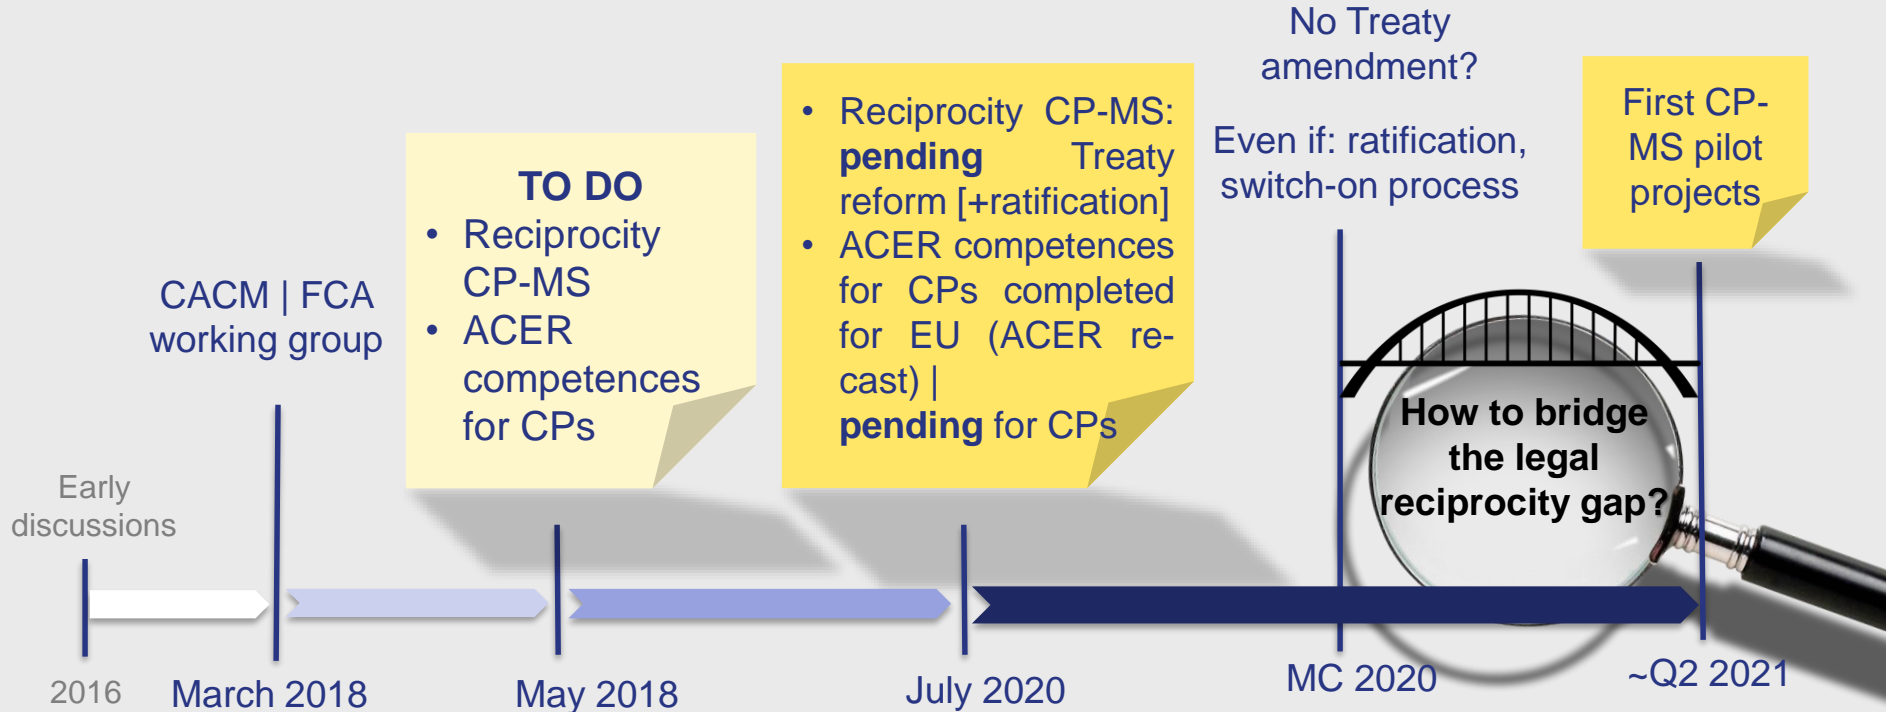 Early
discussions
2016
CACM | FCA
working group
March 2018
TO DO
• Reciprocity
CP-MS
• ACER
competences
for CPs
May 2018
• Reciprocity CP-MS:
pending Treaty
reform [+ratification]
• ACER competences
for CPs completed
for EU (ACER re-
cast) |
pending for CPs
July 2020
No Treaty
amendment?
Even if: ratification,
switch-on process
MC 2020
How to bridge
the legal
reciprocity gap?
First CP-
MS pilot
projects
~Q2 2021